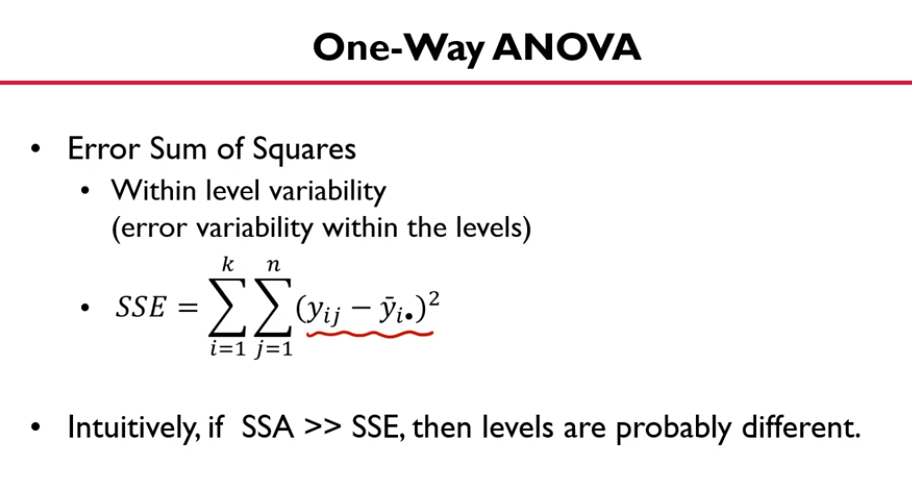 One-Way ANOVA
• Error Sum of Squares
• Within level variability
(error variability within the levels)
• $SSE = \sum_{i=1}^{k} \sum_{j=1}^{n} (y_{ij} - \bar{y}_{i\bullet})^2$
• Intuitively, if SSA >> SSE, then levels are probably different.